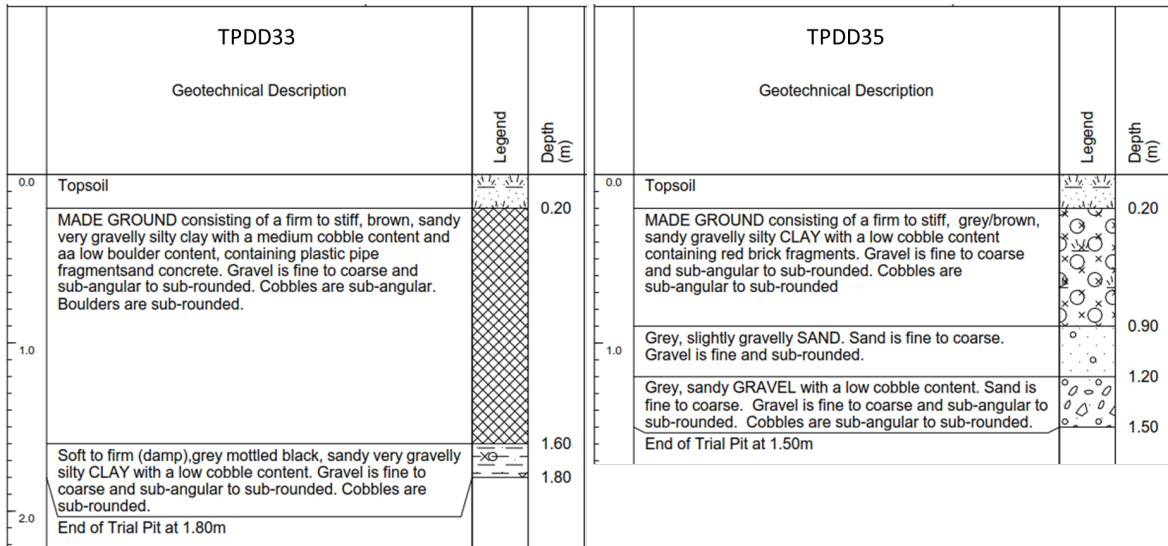 TPDD33
Geotechnical Description
Legend
Depth
(m)
0.0
Topsoil
0.20
MADE GROUND consisting of a firm to stiff, brown, sandy
very gravelly silty clay with a medium cobble content and
aa low boulder content, containing plastic pipe
fragmentsand concrete. Gravel is fine to coarse and
sub-angular to sub-rounded. Cobbles are sub-angular.
Boulders are sub-rounded.
1.0
1.60
Soft to firm (damp),grey mottled black, sandy very gravelly
silty CLAY with a low cobble content. Gravel is fine to
coarse and sub-angular to sub-rounded. Cobbles are
sub-rounded.
1.80
2.0
End of Trial Pit at 1.80m
TPDD35
Geotechnical Description
Legend
Depth
(m)
0.0
Topsoil
0.20
MADE GROUND consisting of a firm to stiff, grey/brown,
sandy gravelly silty CLAY with a low cobble content
containing red brick fragments. Gravel is fine to coarse
and sub-angular to sub-rounded. Cobbles are
sub-angular to sub-rounded
0.90
Grey, slightly gravelly SAND. Sand is fine to coarse.
Gravel is fine and sub-rounded.
1.0
1.20
Grey, sandy GRAVEL with a low cobble content. Sand is
fine to coarse. Gravel is fine to coarse and sub-angular to
sub-rounded. Cobbles are sub-angular to sub-rounded.
1.50
End of Trial Pit at 1.50m